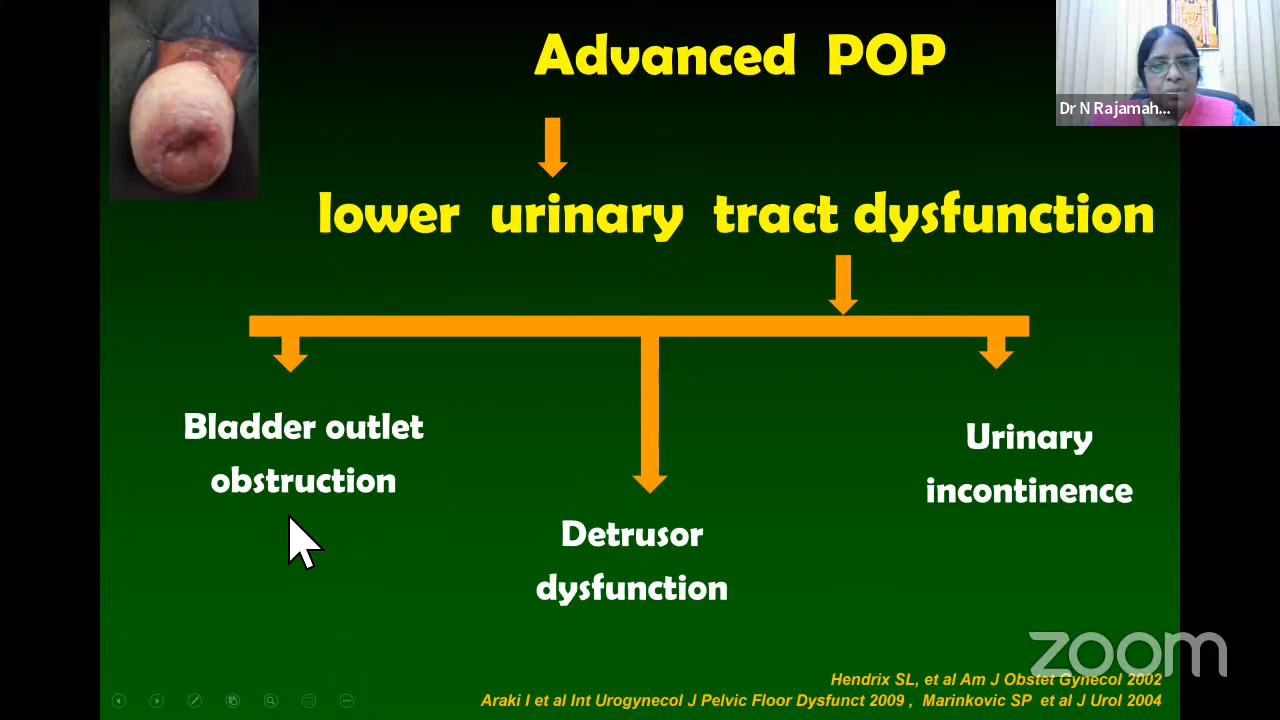 Advanced POP
Dr N Rajamah...
lower urinary tract dysfunction
Bladder outlet
obstruction
Detrusor
dysfunction
Urinary
incontinence
zoom
Hendrix SL, et al Am J Obstet Gynecol 2002
Araki I et al Int Urogynecol J Pelvic Floor Dysfunct 2009 , Marinkovic SP et al J Urol 2004